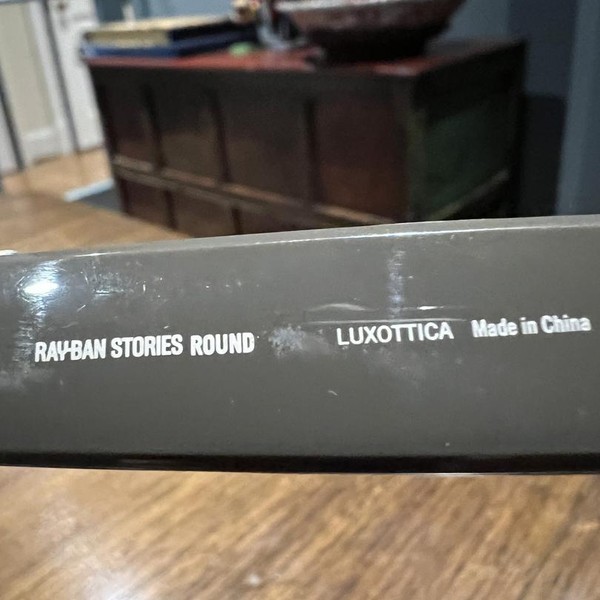 RAY-BAN STORIES ROUND LUXOTTICA Made in China